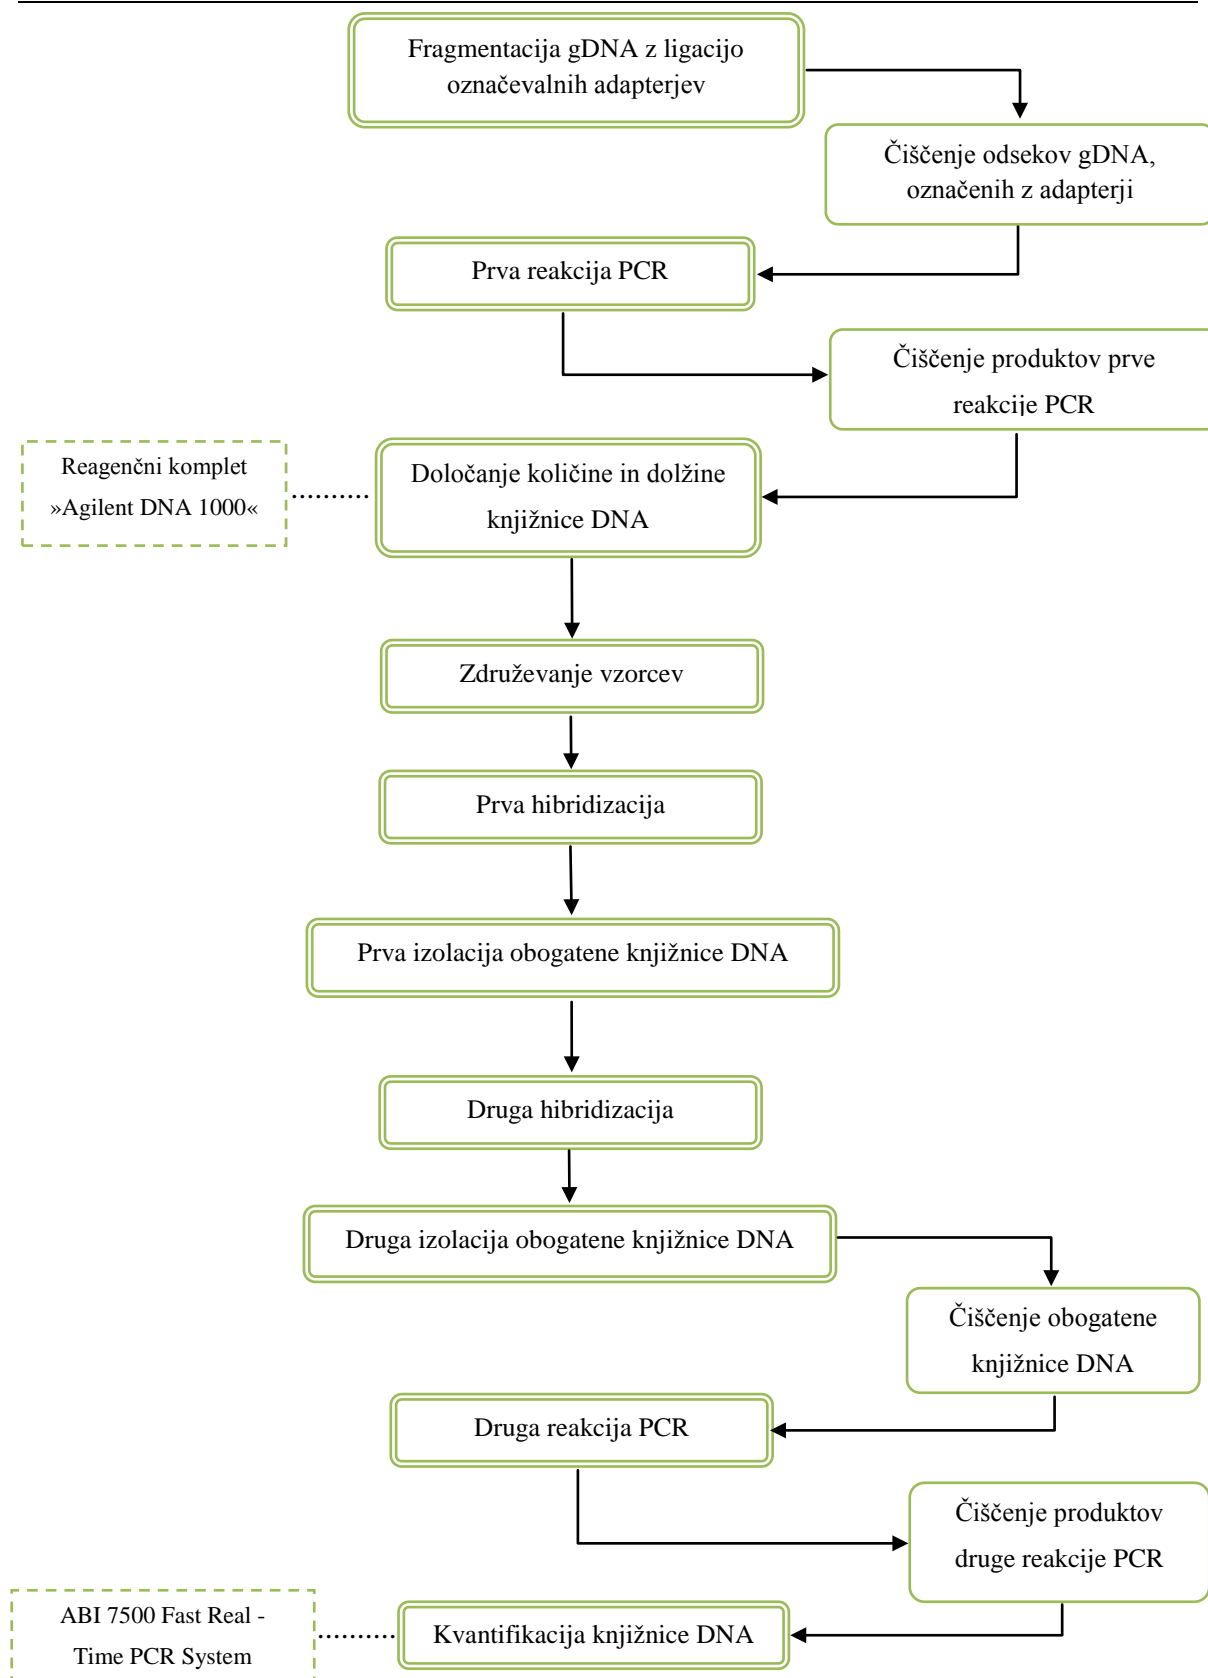 Fragmentacija gDNA z ligacijo
označevalnih adapterjev
Čiščenje odsekov gDNA,
označenih z adapterji
Prva reakcija PCR
Čiščenje produktov prve
reakcije PCR
Reagenčni komplet
»Agilent DNA 1000«
Določanje količine in dolžine
knjižnice DNA
Združevanje vzorcev
Prva hibridizacija
Prva izolacija obogatene knjižnice DNA
Druga hibridizacija
Druga izolacija obogatene knjižnice DNA
Čiščenje obogatene
knjižnice DNA
Druga reakcija PCR
Čiščenje produktov
druge reakcije PCR
ABI 7500 Fast Real -
Time PCR System
Kvantifikacija knjižnice DNA